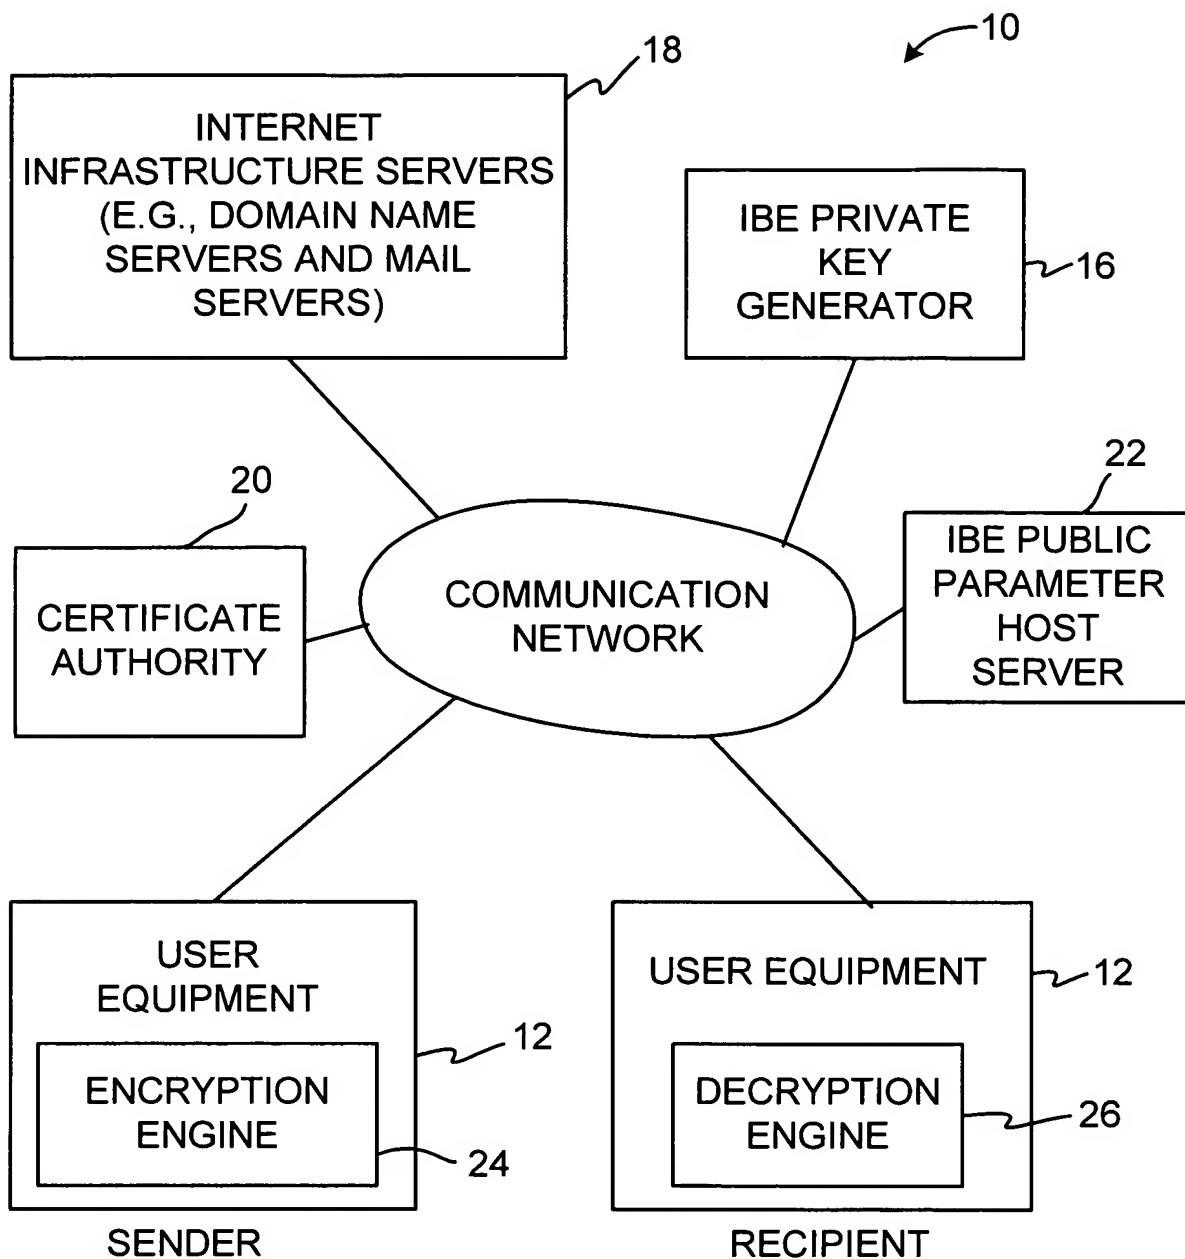 10
18
INTERNET
INFRASTRUCTURE SERVERS
(E.G., DOMAIN NAME
SERVERS AND MAIL
SERVERS)
IBE PRIVATE
KEY
GENERATOR
16
20
CERTIFICATE
AUTHORITY
COMMUNICATION
NETWORK
22
IBE PUBLIC
PARAMETER
HOST
SERVER
USER
EQUIPMENT
12
ENCRYPTION
ENGINE
24
SENDER
USER EQUIPMENT
12
DECRYPTION
ENGINE
26
RECIPIENT